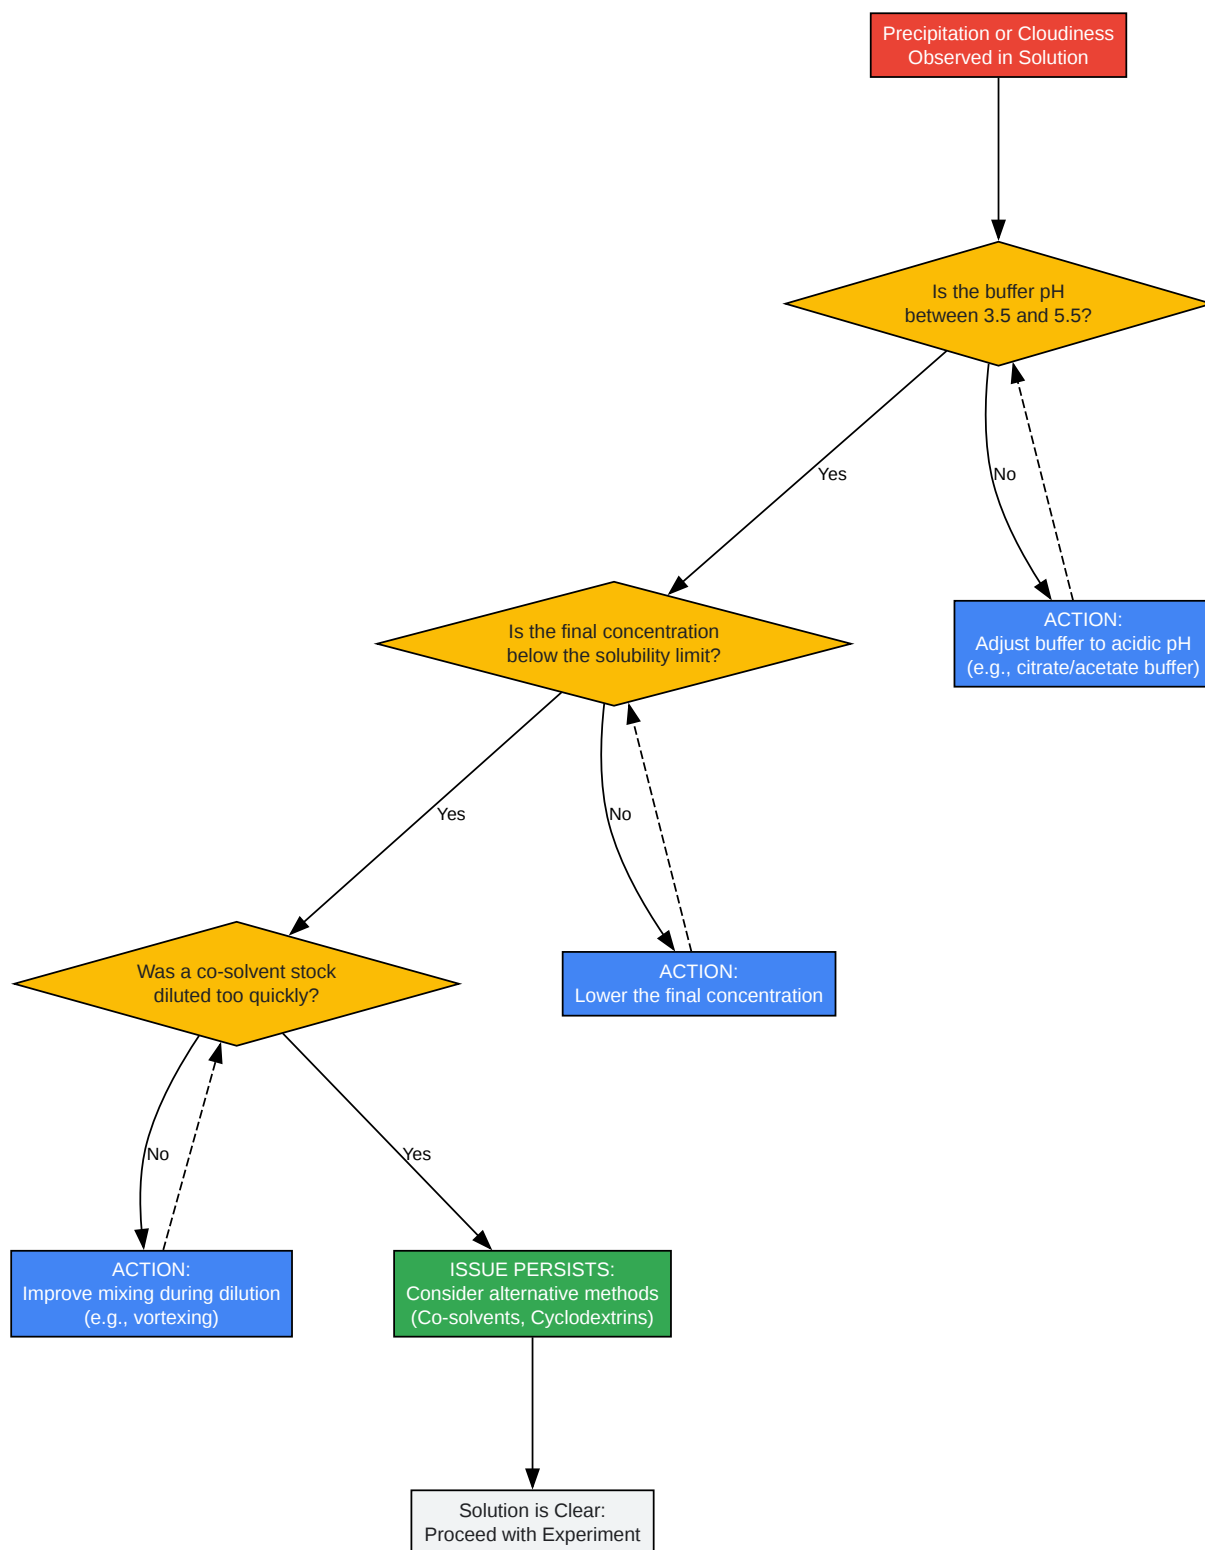 Precipitation or Cloudiness
Observed in Solution
Is the buffer pH
between 3.5 and 5.5?
Yes
No
ACTION:
Adjust buffer to acidic pH
(e.g., citrate/acetate buffer)
Is the final concentration
below the solubility limit?
Yes
No
ACTION:
Lower the final concentration
Was a co-solvent stock
diluted too quickly?
No
Yes
ACTION:
Improve mixing during dilution
(e.g., vortexing)
ISSUE PERSISTS:
Consider alternative methods
(Co-solvents, Cyclodextrins)
Solution is Clear:
Proceed with Experiment